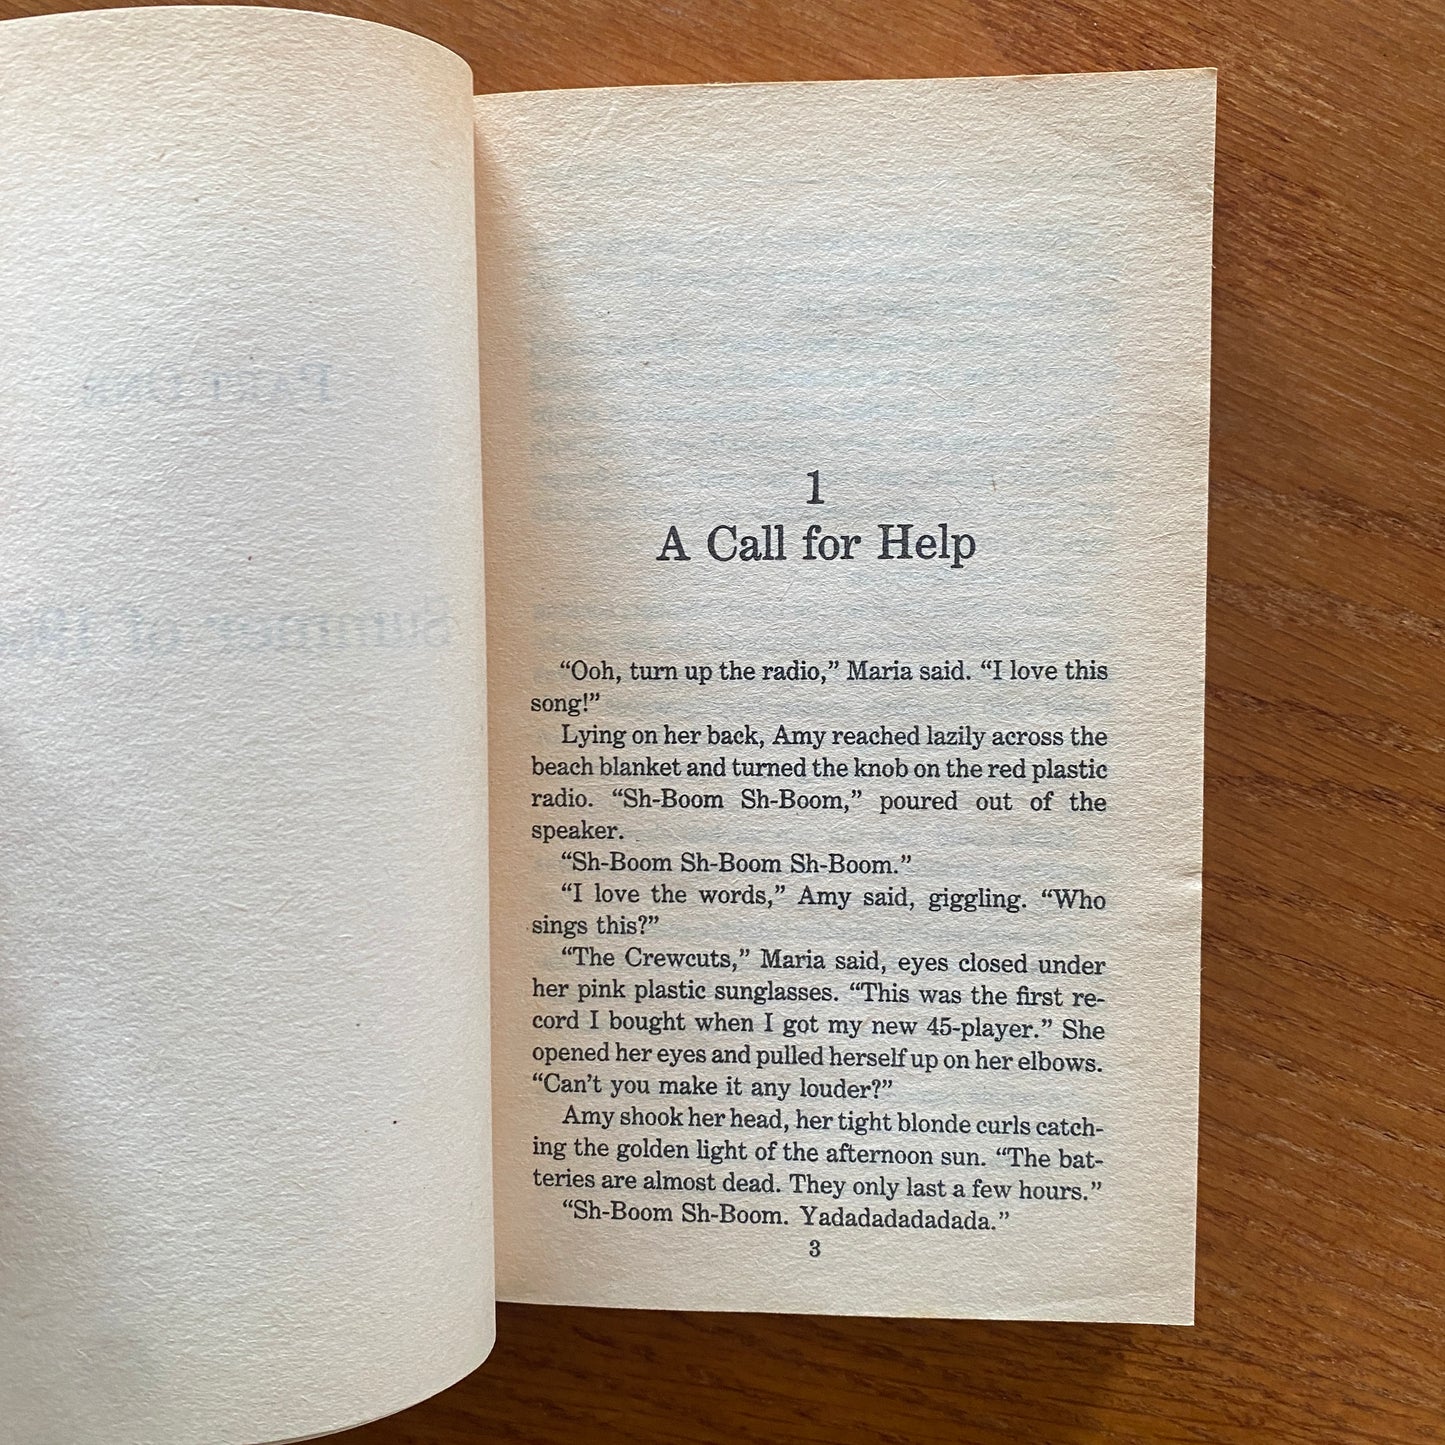 1
A Call for Help
“Ooh, turn up the radio,” Maria said. “I love this
song!”
Lying on her back, Amy reached lazily across the
beach blanket and turned the knob on the red plastic
radio. “Sh-Boom Sh-Boom,” poured out of the
speaker.
“Sh-Boom Sh-Boom Sh-Boom.”
“I love the words,” Amy said, giggling. “Who
sings this?”
“The Crewcuts,” Maria said, eyes closed under
her pink plastic sunglasses. “This was the first re-
cord I bought when I got my new 45-player.” She
opened her eyes and pulled herself up on her elbows.
“Can’t you make it any louder?”
Amy shook her head, her tight blonde curls catch-
ing the golden light of the afternoon sun. “The bat-
teries are almost dead. They only last a few hours.”
“Sh-Boom Sh-Boom. Yadadadadadada.”
3